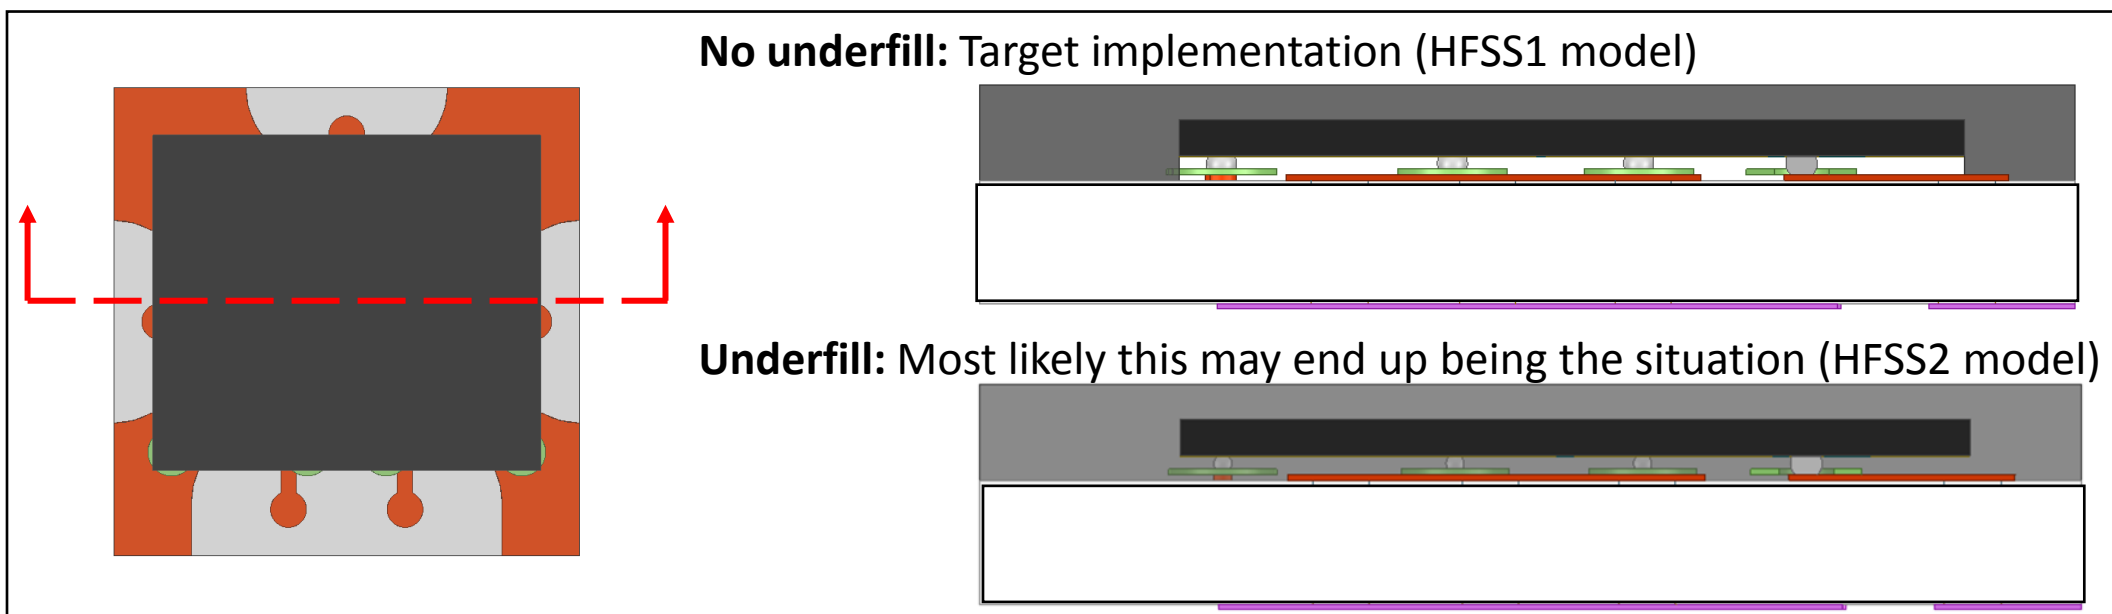 No underfill: Target implementation (HFSS1 model)
Underfill: Most likely this may end up being the situation (HFSS2 model)